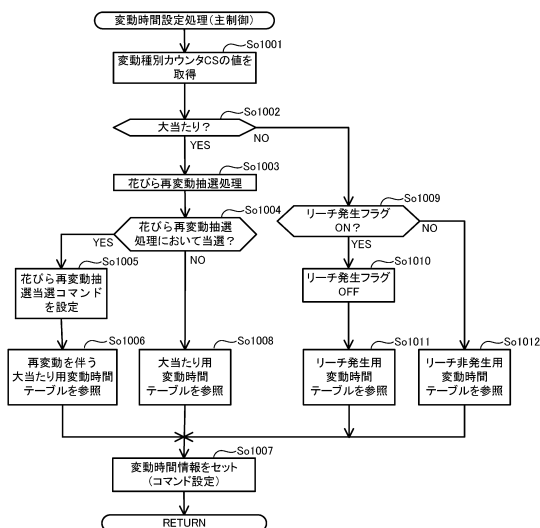 変動時間設定処理(主制御)
So1001
変動種別カウンタCSの値を
取得
So1002
大当たり?
YES
NO
So1003
花びら再変動抽選処理
So1004
花びら再変動抽選
処理において当選?
YES
NO
So1005
花びら再変動抽
選当選コマンド
を設定
So1006
再変動を伴う
大当たり用変動時間
テーブルを参照
So1008
大当たり用
変動時間
テーブルを参照
So1009
リーチ発生フラグ
ON?
YES
NO
So1010
リーチ発生フラグ
OFF
So1011
リーチ発生用
変動時間
テーブルを参照
So1012
リーチ非発生用
変動時間
テーブルを参照
So1007
変動時間情報をセット
(コマンド設定)
RETURN